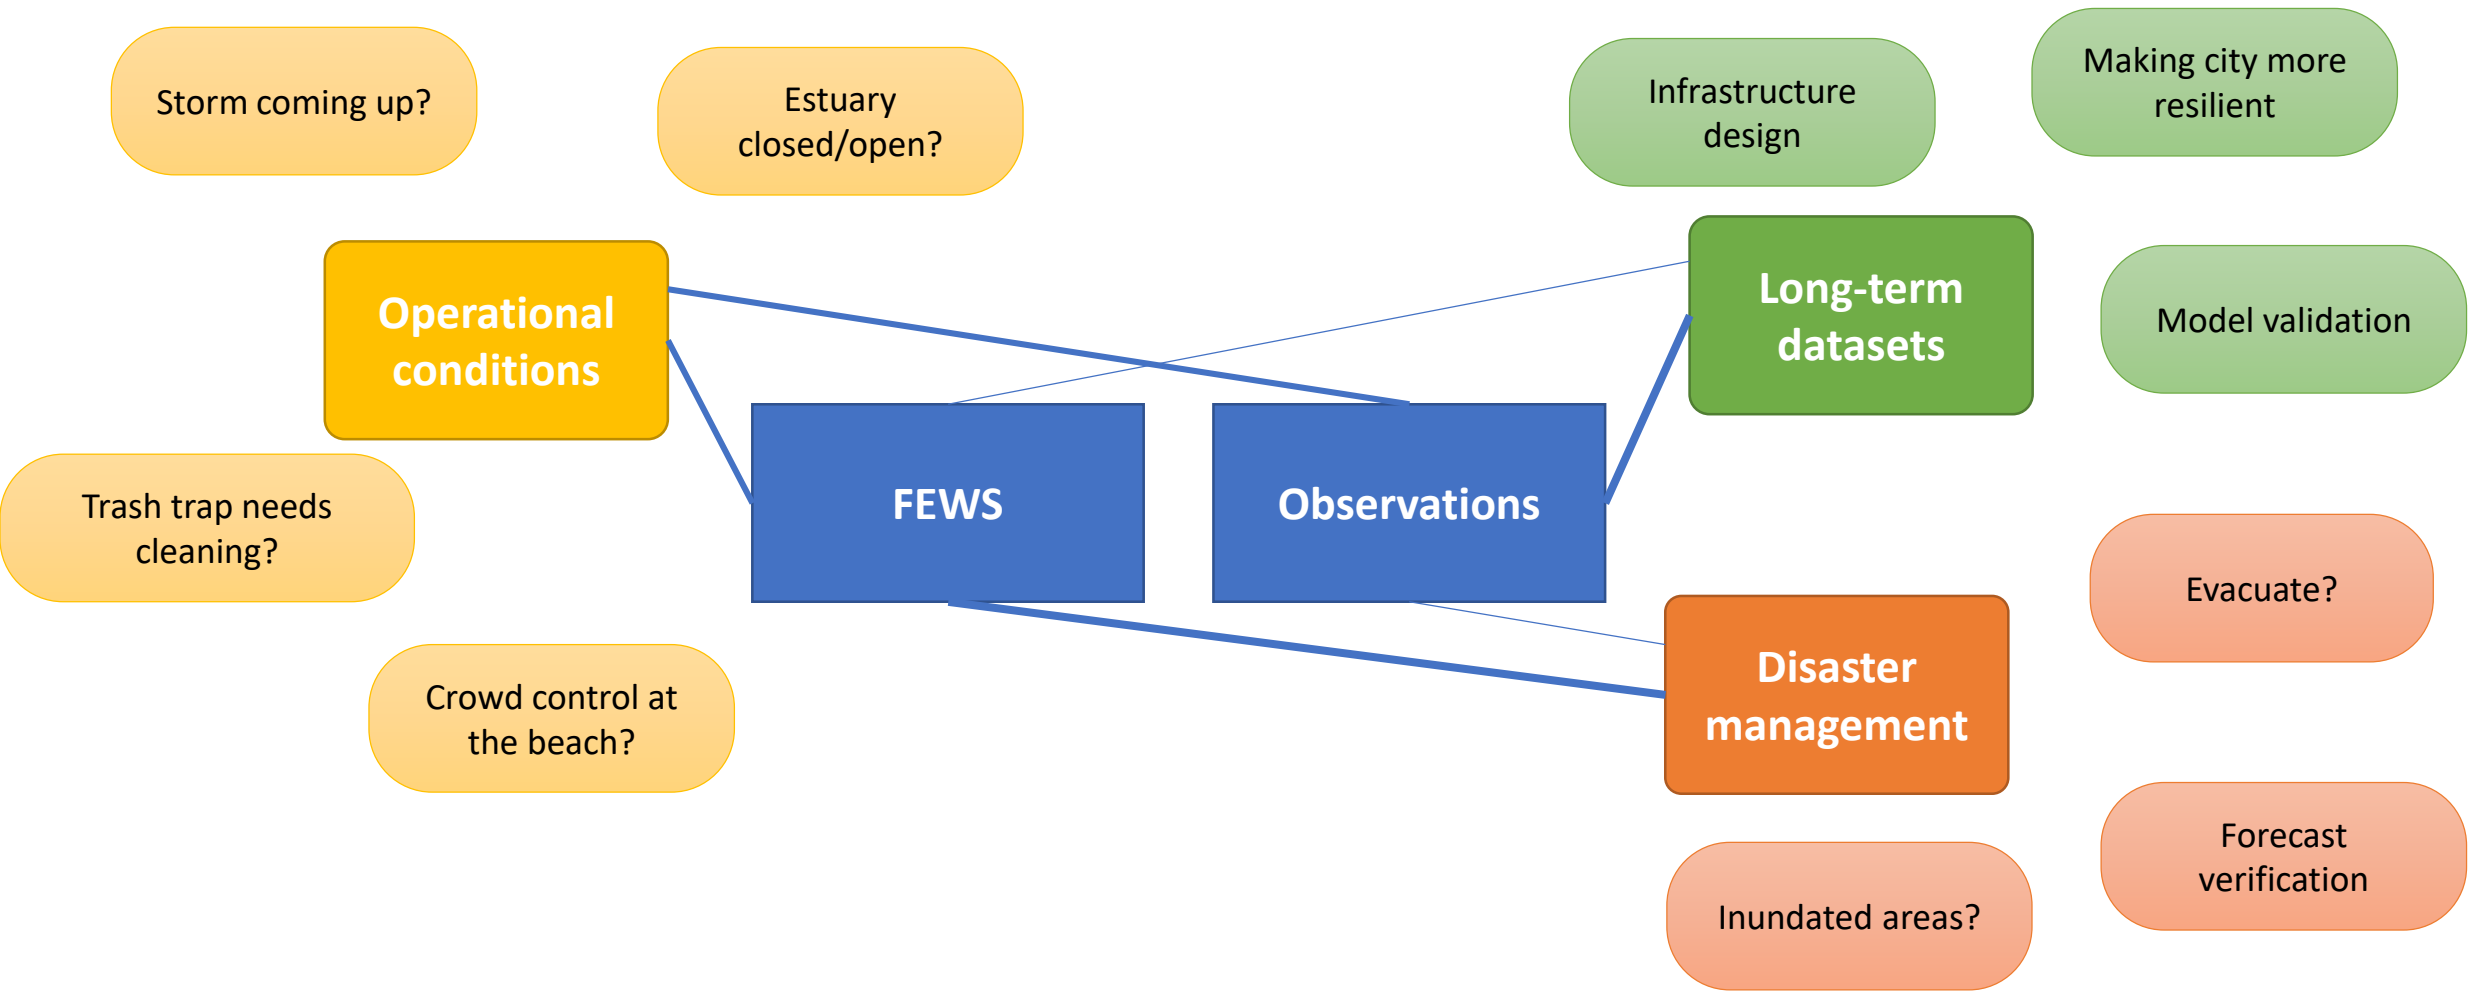 Storm coming up?
Estuary
closed/open?
Infrastructure
design
Making city more
resilient
Operational
conditions
Long-term
datasets
Model validation
FEWS
Observations
Trash trap needs
cleaning?
Evacuate?
Crowd control at
the beach?
Disaster
management
Forecast
verification
Inundated areas?